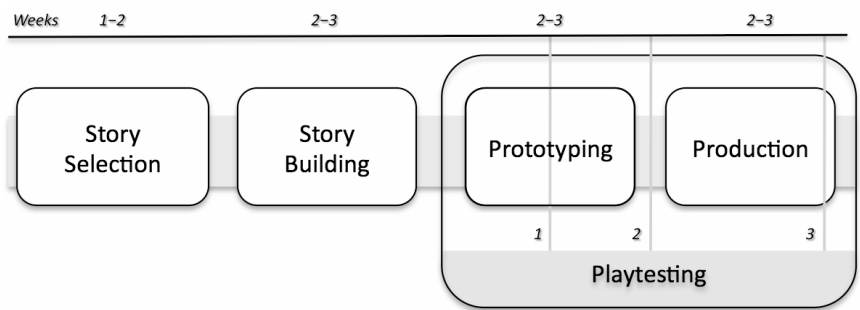 Weeks 1–2 2–3 2–3 2–3
Story
Selection
Story
Building
Prototyping
Production
1 2 3
Playtesting